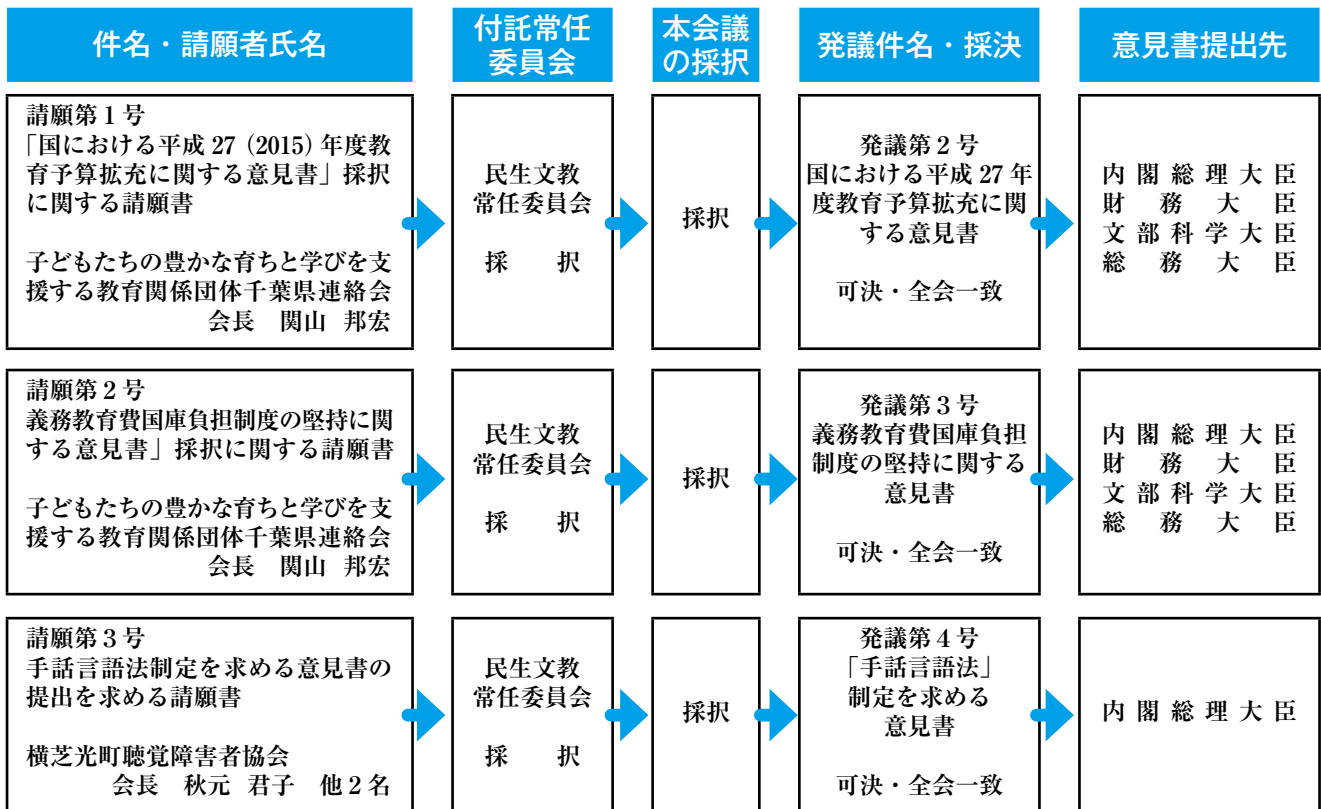 件名・請願者氏名
付託常任
委員会
本会議
の採択
発議件名・採決
意見書提出先
請願第1号
「国における平成27(2015)年度教
育予算拡充に関する意見書」採択
に関する請願書
子どもたちの豊かな育ちと学びを支
援する教育関係団体千葉県連絡会
会長 関山 邦宏
民生文教
常任委員会
採 択
採択
発議第2号
国における平成27年
度教育予算拡充に関
する意見書
可決・全会一致
内閣総理大臣
財務大臣
文部科学大臣
総務大臣
請願第2号
義務教育費国庫負担制度の堅持に関
する意見書」採択に関する請願書
子どもたちの豊かな育ちと学びを支
援する教育関係団体千葉県連絡会
会長 関山 邦宏
民生文教
常任委員会
採 択
採択
発議第3号
義務教育費国庫負担
制度の堅持に関する
意見書
可決・全会一致
内閣総理大臣
財務大臣
文部科学大臣
総務大臣
請願第3号
手話言語法制定を求める意見書の
提出を求める請願書
横芝光町聴覚障害者協会
会長 秋元 君子 他2名
民生文教
常任委員会
採 択
採択
発議第4号
「手話言語法」
制定を求める
意見書
可決・全会一致
内閣総理大臣